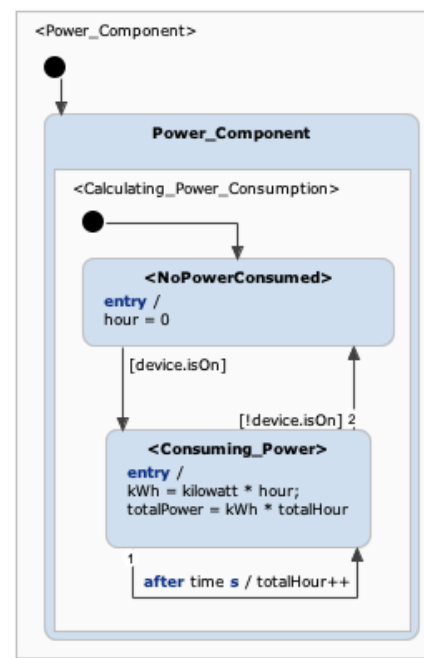 <Power_Component>
Power_Component
<Calculating_Power_Consumption>
<NoPowerConsumed>
entry /
hour = 0
[device.isOn]
[!device.isOn] 2
<Consuming_Power>
entry /
kWh = kilowatt * hour;
totalPower = kWh * totalHour
1
after time s / totalHour++